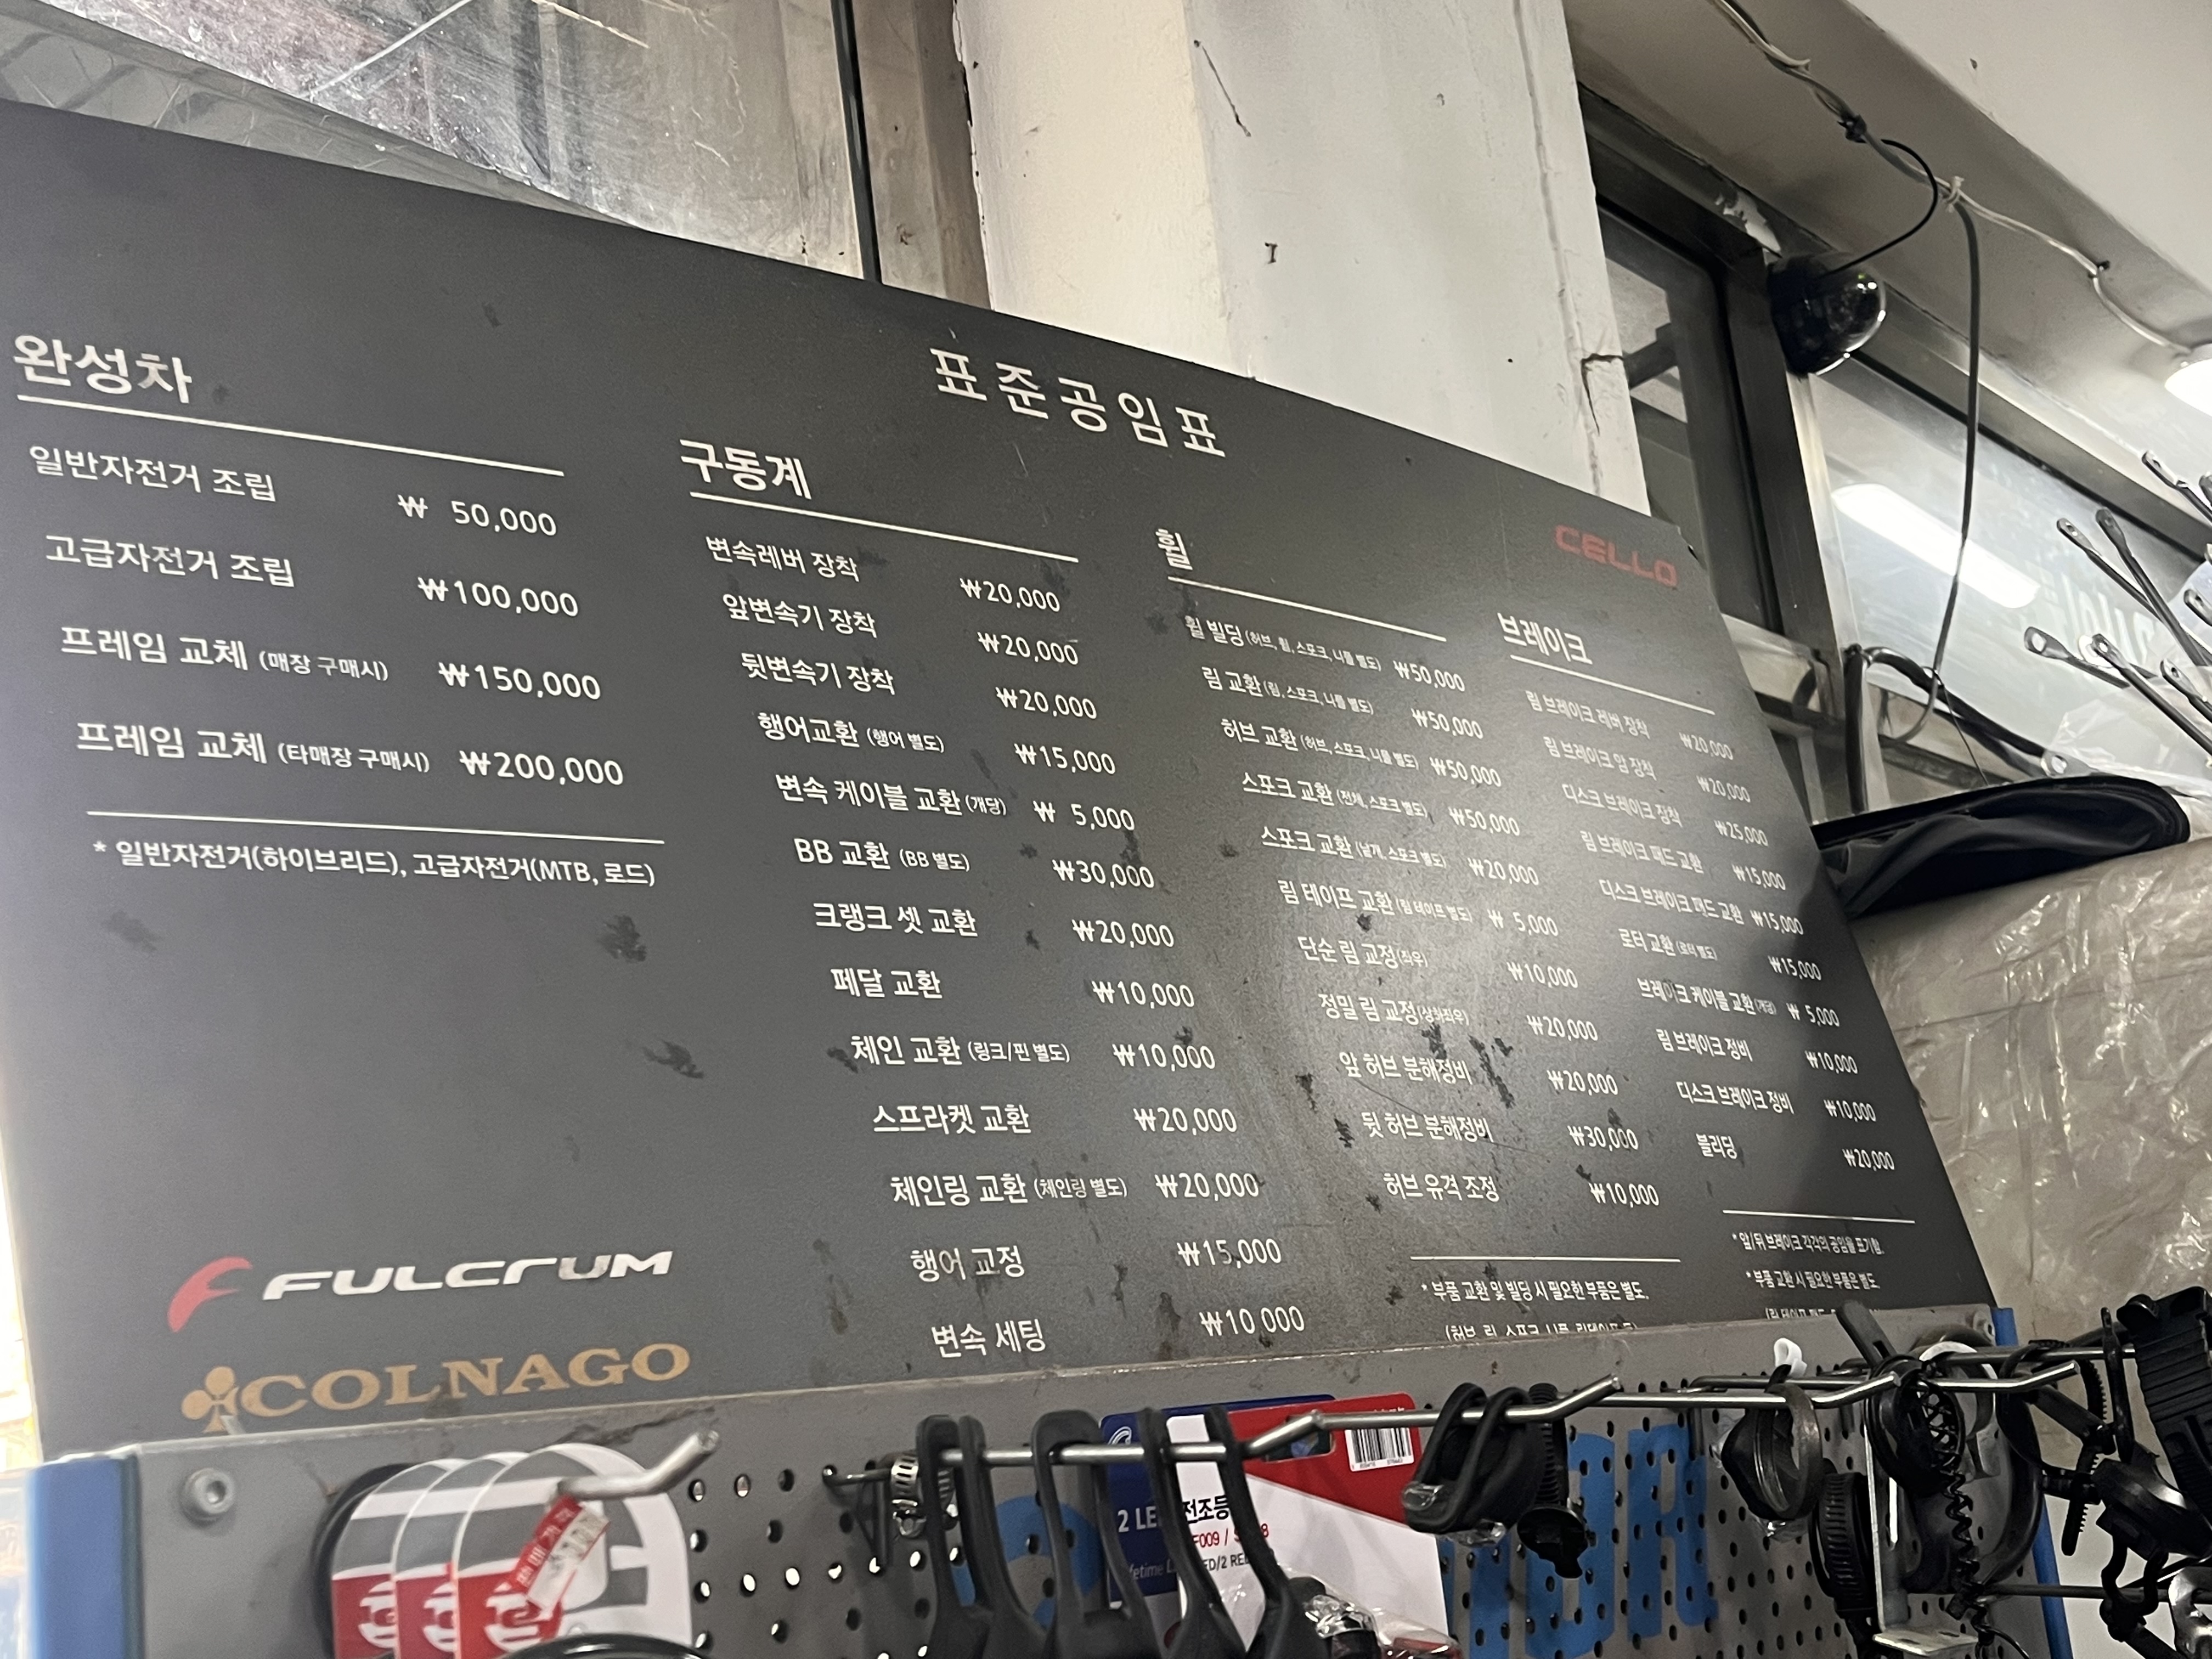 표준공임표
CELLO
완성차
일반자전거 조립 ₩ 50,000
고급자전거 조립 ₩100,000
프레임 교체 (매장 구매시) ₩150,000
프레임 교체 (타매장 구매시) ₩200,000
* 일반자전거(하이브리드), 고급자전거(MTB, 로드)
FULCRUM
COLNAGO
구동계
변속레버 장착 ₩20,000
앞변속기 장착 ₩20,000
뒷변속기 장착 ₩20,000
행어교환 (행어 별도) ₩15,000
변속 케이블 교환 (개당) ₩ 5,000
BB 교환 (BB 별도) ₩30,000
크랭크 셋 교환 ₩20,000
페달 교환 ₩10,000
체인 교환 (링크/핀 별도) ₩10,000
스프라켓 교환 ₩20,000
체인링 교환 (체인링 별도) ₩20,000
행어 교정 ₩15,000
변속 세팅 ₩10 000
휠
휠 빌딩 (허브, 휠, 스포크, 니플 별도) ₩50,000
림 교환 (림, 스포크, 니플 별도) ₩50,000
허브 교환 (허브, 스포크, 니플 별도) ₩50,000
스포크 교환 (전체, 스포크 별도) ₩50,000
스포크 교환 (낱개, 스포크 별도) ₩20,000
림 테이프 교환 (림 테이프 별도) ₩ 5,000
단순 림 교정(좌우) ₩10,000
정밀 림 교정(상하좌우) ₩20,000
앞 허브 분해정비 ₩20,000
뒷 허브 분해정비 ₩30,000
허브 유격 조정 ₩10,000
* 부품 교환 및 빌딩 시 필요한 부품은 별도.
브레이크
림 브레이크 레버 장착 ₩20,000
림 브레이크 암 장착 ₩20,000
디스크 브레이크 장착 ₩25,000
림 브레이크 패드 교환 ₩15,000
디스크 브레이크 패드 교환 ₩15,000
로터 교환 (로터 별도) ₩15,000
브레이크 케이블 교환 (개당) ₩ 5,000
림 브레이크 정비 ₩10,000
디스크 브레이크 정비 ₩10,000
블리딩 ₩20,000
* 앞/뒤 브레이크 각각의 공임을 표기함.
* 부품 교환 시 필요한 부품은 별도.
2 LE 전조등
F009 /